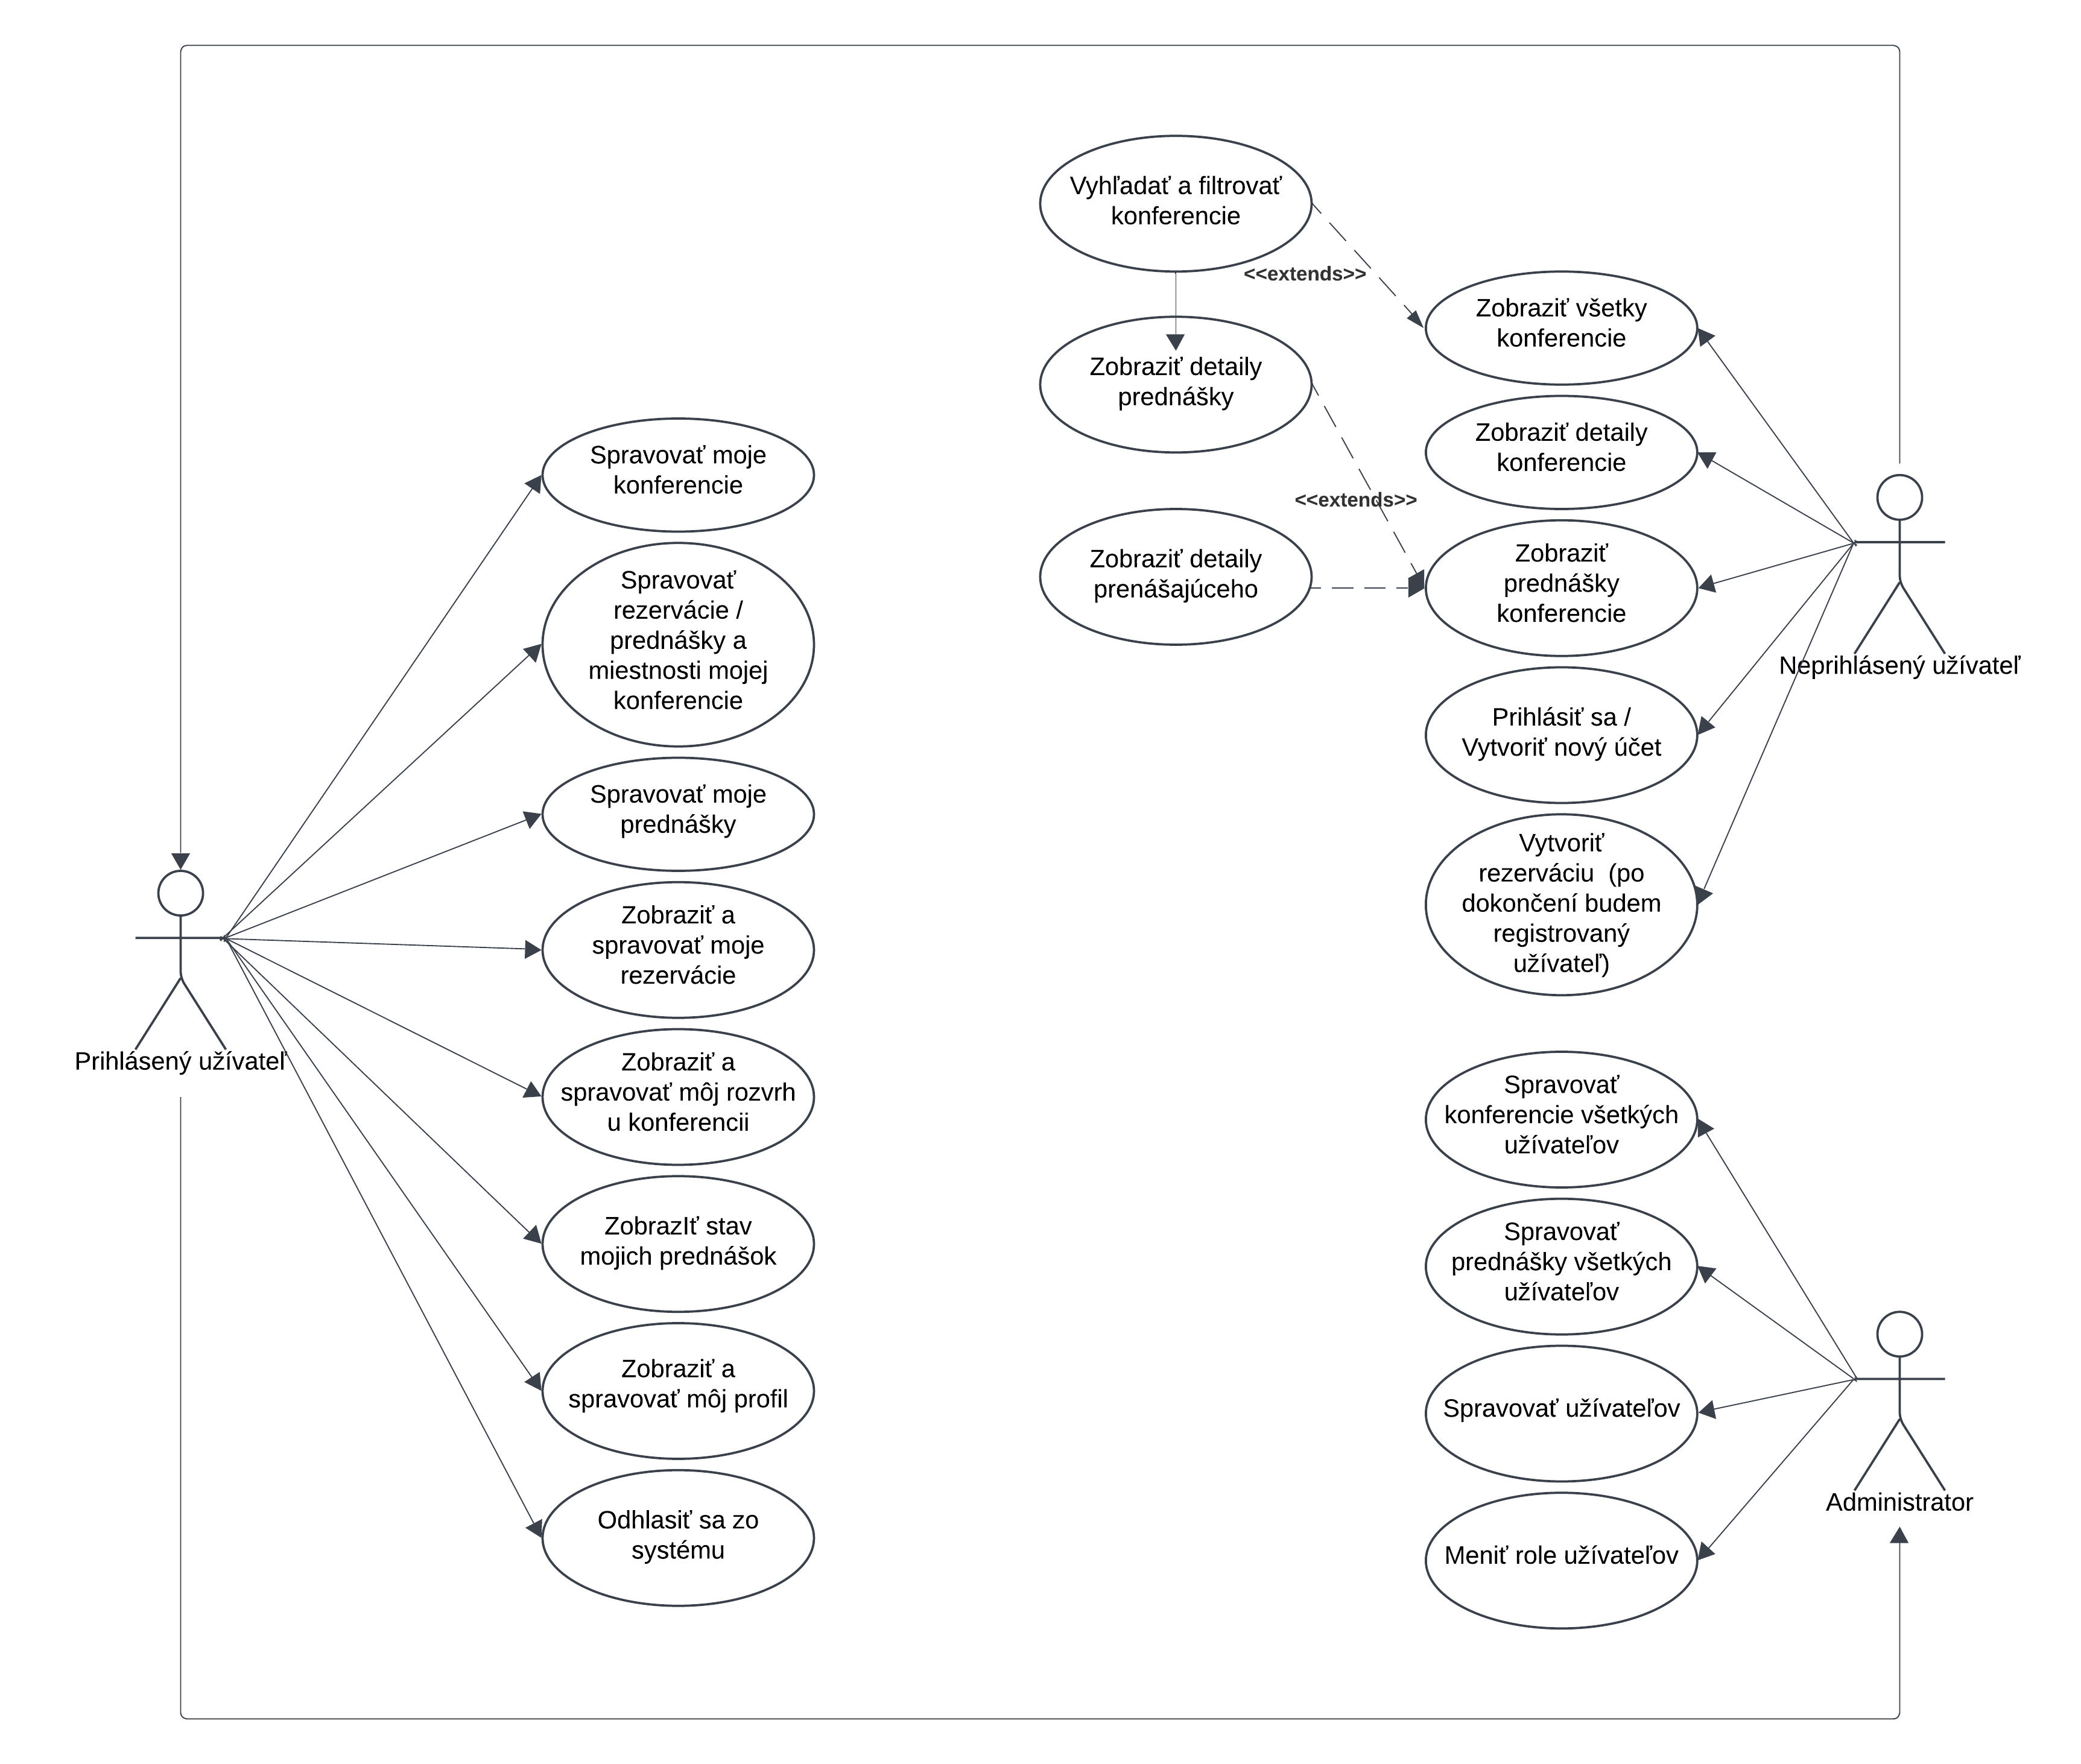 Vyhľadať a filtrovať
konferencie
<<extends>>
Zobraziť všetky
konferencie
Zobraziť detaily
prednášky
Zobraziť detaily
konferencie
<<extends>>
Zobraziť detaily
prenášajúceho
Zobraziť
prednášky
konferencie
Neprihlásený užívateľ
Prihlásiť sa /
Vytvoriť nový účet
Vytvoriť
rezerváciu  (po
dokončení budem
registrovaný
užívateľ)
Spravovať moje
konferencie
Spravovať
rezervácie /
prednášky a
miestnosti mojej
konferencie
Spravovať moje
prednášky
Zobraziť a
spravovať moje
rezervácie
Prihlásený užívateľ
Zobraziť a
spravovať môj rozvrh
u konferencii
ZobrazIť stav
mojich prednášok
Zobraziť a
spravovať môj profil
Odhlasiť sa zo
systému
Spravovať
konferencie všetkých
užívateľov
Spravovať
prednášky všetkých
užívateľov
Spravovať užívateľov
Administrator
Meniť role užívateľov